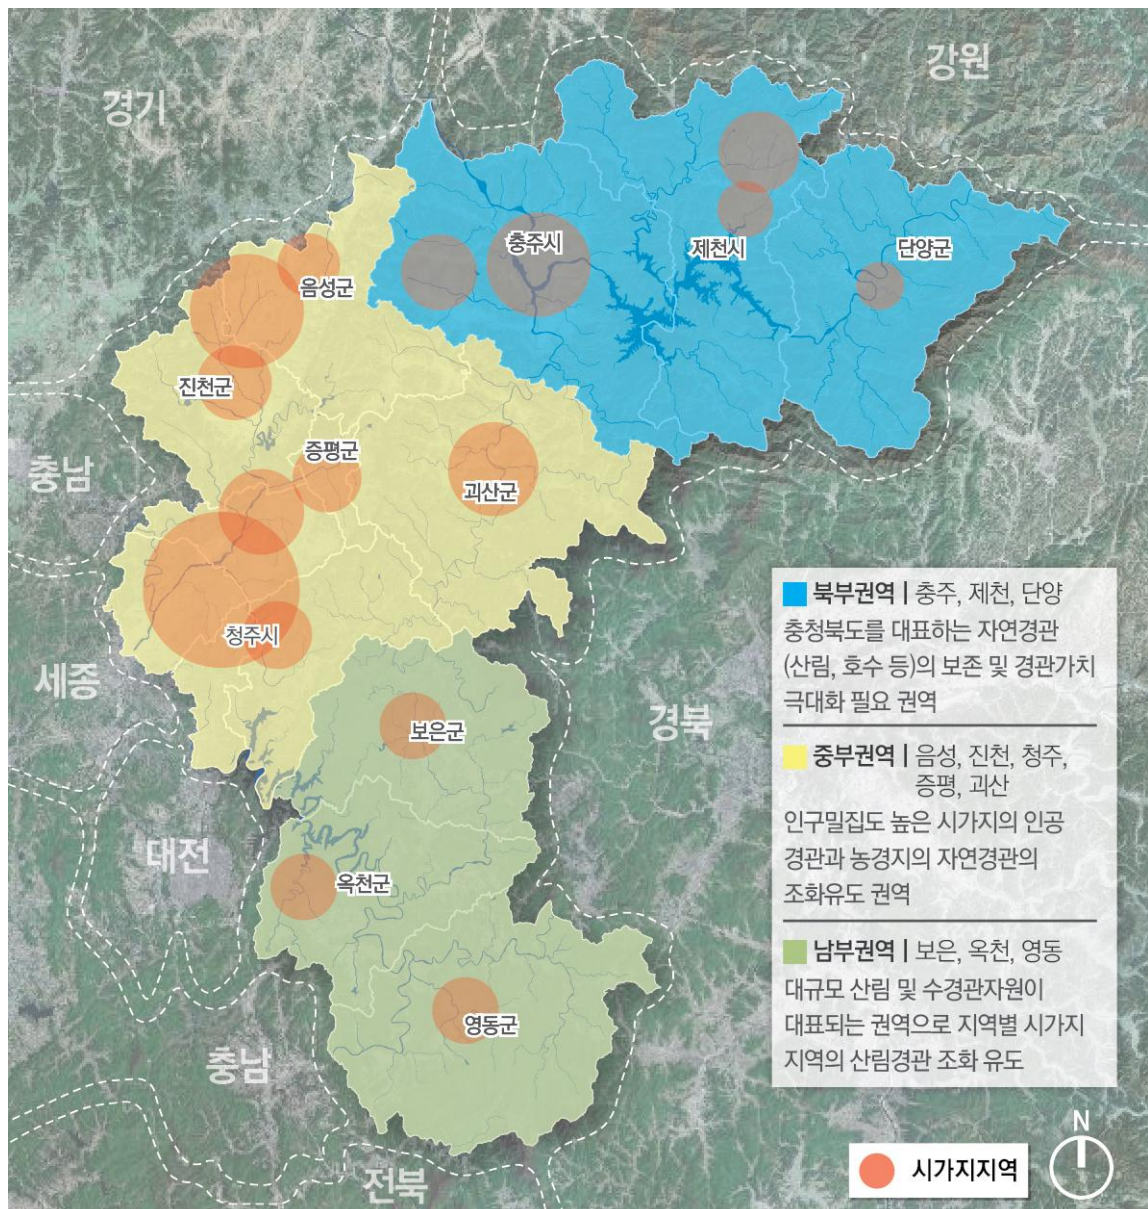 강원
경기
충주시
제천시
단양군
음성군
진천군
증평군
충남
괴산군
청주시
세종
보은군
경북
대전
옥천군
영동군
충남
전북
북부권역 | 충주, 제천, 단양
충청북도를 대표하는 자연경관
(산림, 호수 등)의 보존 및 경관가치
극대화 필요 권역
중부권역 | 음성, 진천, 청주,
증평, 괴산
인구밀집도 높은 시가지의 인공
경관과 농경지의 자연경관의
조화유도 권역
남부권역 | 보은, 옥천, 영동
대규모 산림 및 수경관자원이
대표되는 권역으로 지역별 시가지
지역의 산림경관 조화 유도
N
시가지지역